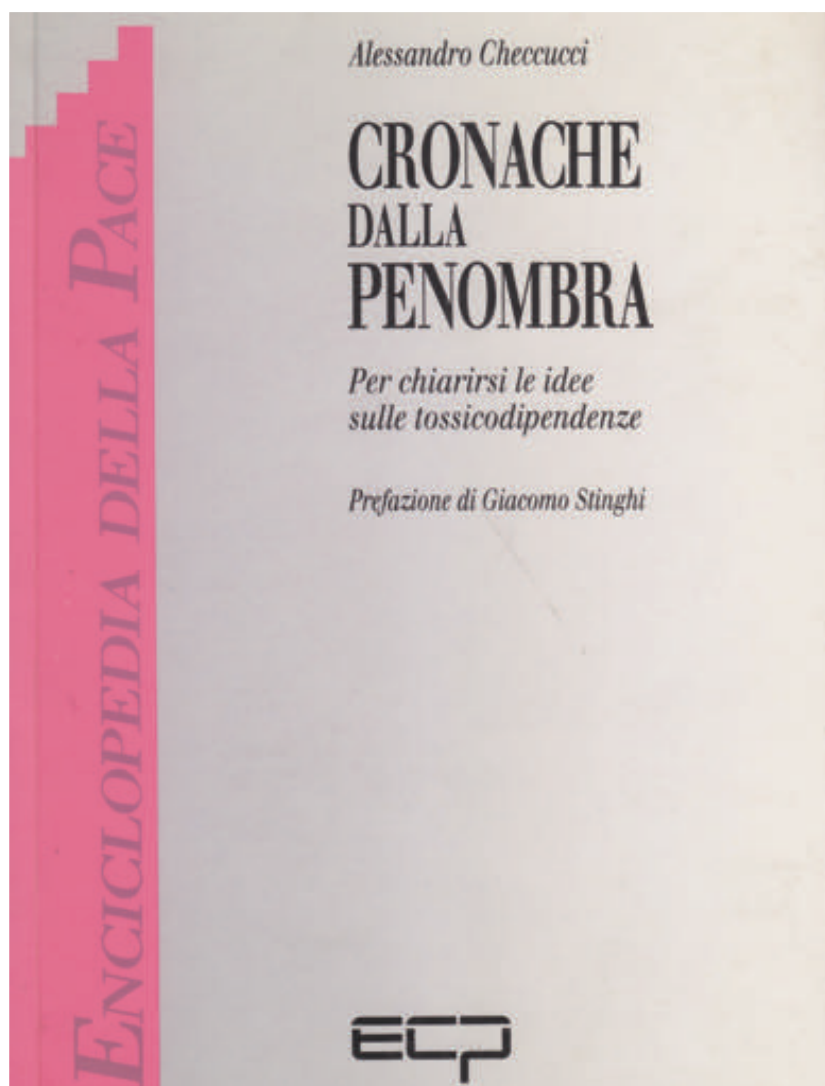 Alessandro Checcucci
CRONACHE
DALLA
PENOMBRA
Per chiarirsi le idee
sulle tossicodipendenze
Prefazione di Giacomo Stinghi
ENCICLOPEDIA DELLA PACE
ECP